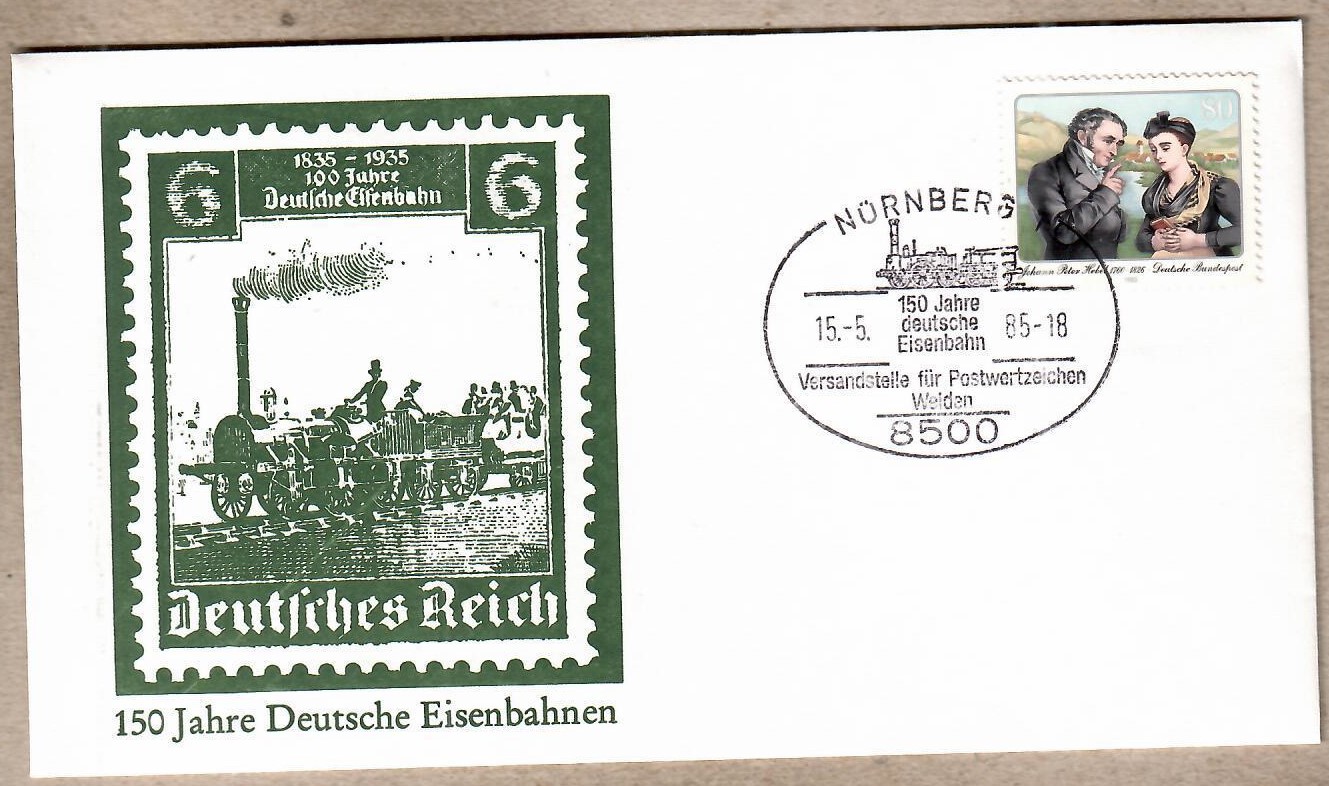 6
1835 - 1935
100 Jahre
Deutsche Eisenbahn
6
Deutsches Reich
150 Jahre Deutsche Eisenbahnen
80
Johann Peter Hebel 1760-1826 Deutsche Bundespost
NÜRNBERG
150 Jahre
deutsche
Eisenbahn
15.-5. 85-18
Versandstelle für Postwertzeichen
Weiden
8500